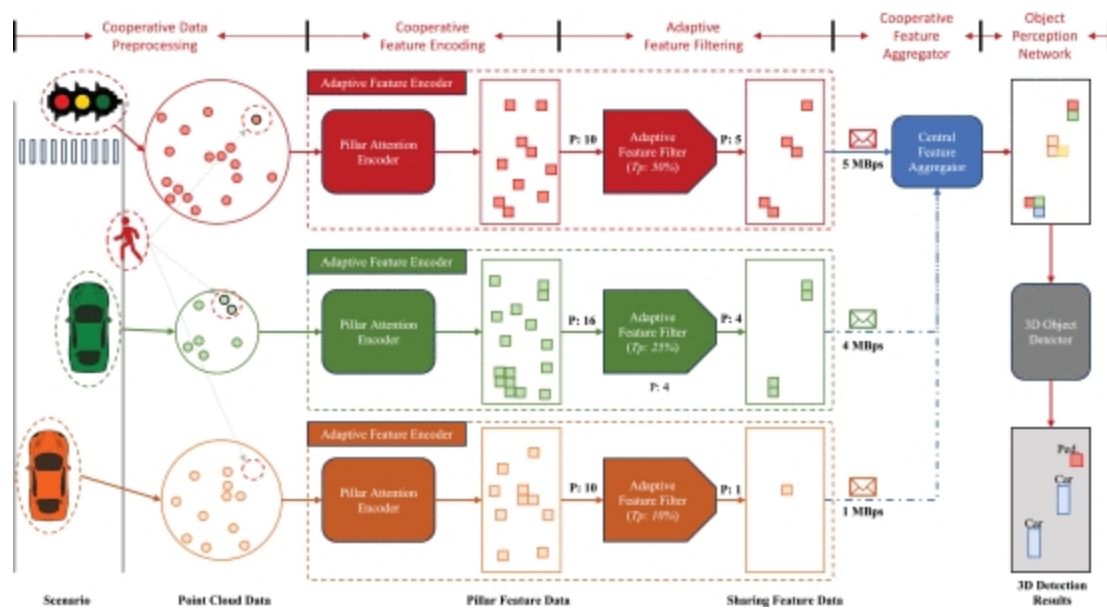 Cooperative Data
Preprocessing
Cooperative
Feature Encoding
Adaptive
Feature Filtering
Cooperative
Feature
Aggregator
Object
Perception
Network
Adaptive Feature Encoder
Pillar Attention
Encoder
P: 10
Adaptive
Feature Filter
(Tp: 50%)
P: 5
5 MBps
Central
Feature
Aggregator
Adaptive Feature Encoder
Pillar Attention
Encoder
P: 16
Adaptive
Feature Filter
(Tp: 25%)
P: 4
P: 4
4 MBps
3D Object
Detector
Adaptive Feature Encoder
Pillar Attention
Encoder
P: 10
Adaptive
Feature Filter
(Tp: 10%)
P: 1
1 MBps
Ped.
Car
Car
Scenario
Point Cloud Data
Pillar Feature Data
Sharing Feature Data
3D Detection
Results